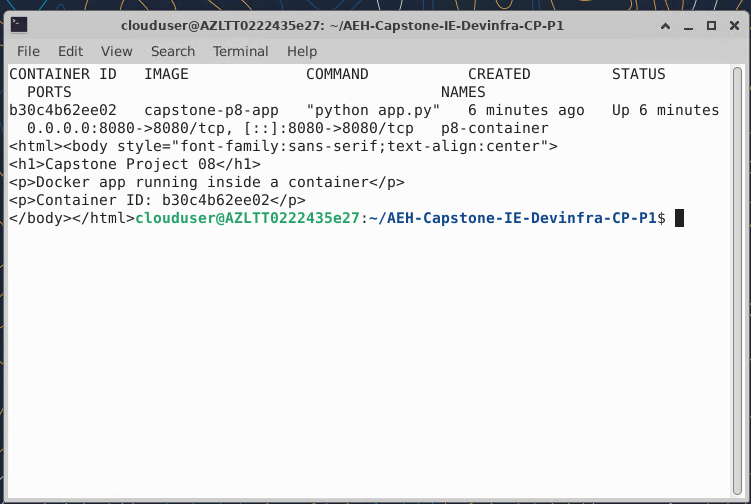 clouduser@AZLTT0222435e27: ~/AEH-Capstone-IE-Devinfra-CP-P1
File Edit View Search Terminal Help
CONTAINER ID   IMAGE             COMMAND           CREATED         STATUS
  PORTS                                         NAMES
b30c4b62ee02   capstone-p8-app   "python app.py"   6 minutes ago   Up 6 minutes
  0.0.0.0:8080->8080/tcp, [::]:8080->8080/tcp   p8-container
<html><body style="font-family:sans-serif;text-align:center">
<h1>Capstone Project 08</h1>
<p>Docker app running inside a container</p>
<p>Container ID: b30c4b62ee02</p>
</body></html>clouduser@AZLTT0222435e27:~/AEH-Capstone-IE-Devinfra-CP-P1$